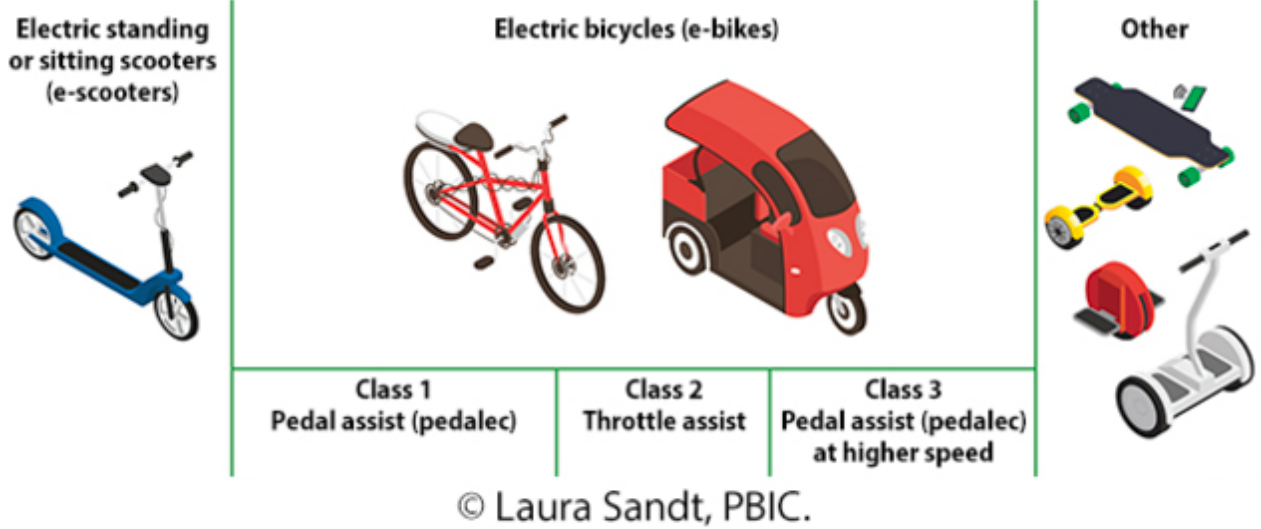 Electric standing
or sitting scooters
(e-scooters)
Electric bicycles (e-bikes)
Other
Class 1
Pedal assist (pedalec)
Class 2
Throttle assist
Class 3
Pedal assist (pedalec)
at higher speed
© Laura Sandt, PBIC.